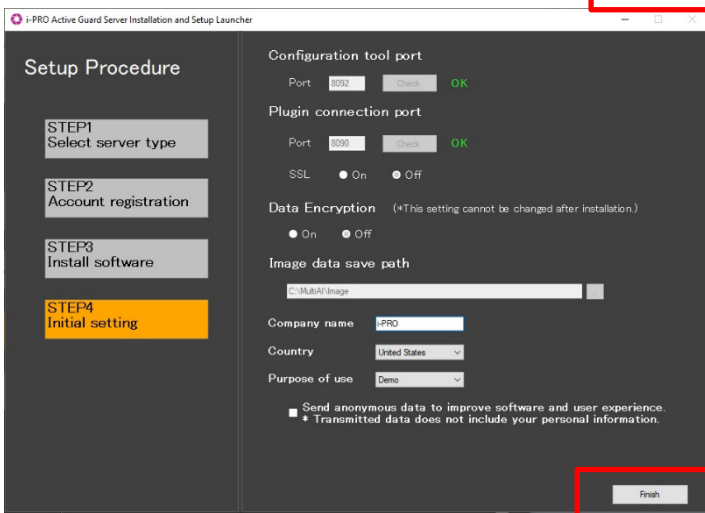 i-PRO Active Guard Server Installation and Setup Launcher
Setup Procedure
STEP1
Select server type
STEP2
Account registration
STEP3
Install software
STEP4
Initial setting
Configuration tool port
Port 8092 Check OK
Plugin connection port
Port 8090 Check OK
SSL On Off
Data Encryption (*This setting cannot be changed after installation.)
On Off
Image data save path
C:\MultiAI\Image ...
Company name i-PRO
Country United States
Purpose of use Demo
Send anonymous data to improve software and user experience.
* Transmitted data does not include your personal information.
Finish